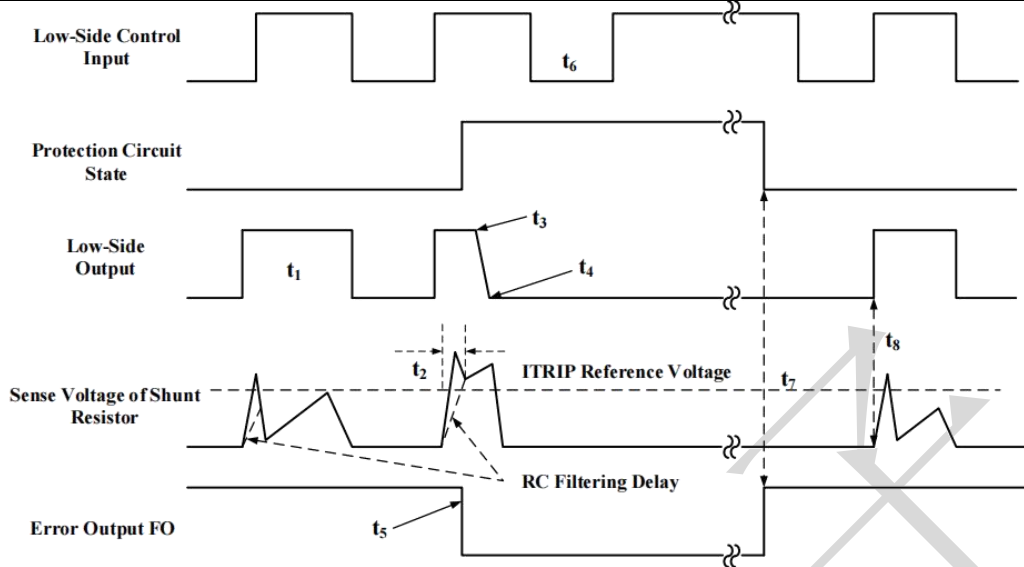 Low-Side Control
Input
t6
Protection Circuit
State
t3
Low-Side
Output
t1
t4
t8
t2
ITRIP Reference Voltage
t7
Sense Voltage of Shunt
Resistor
RC Filtering Delay
Error Output FO
t5